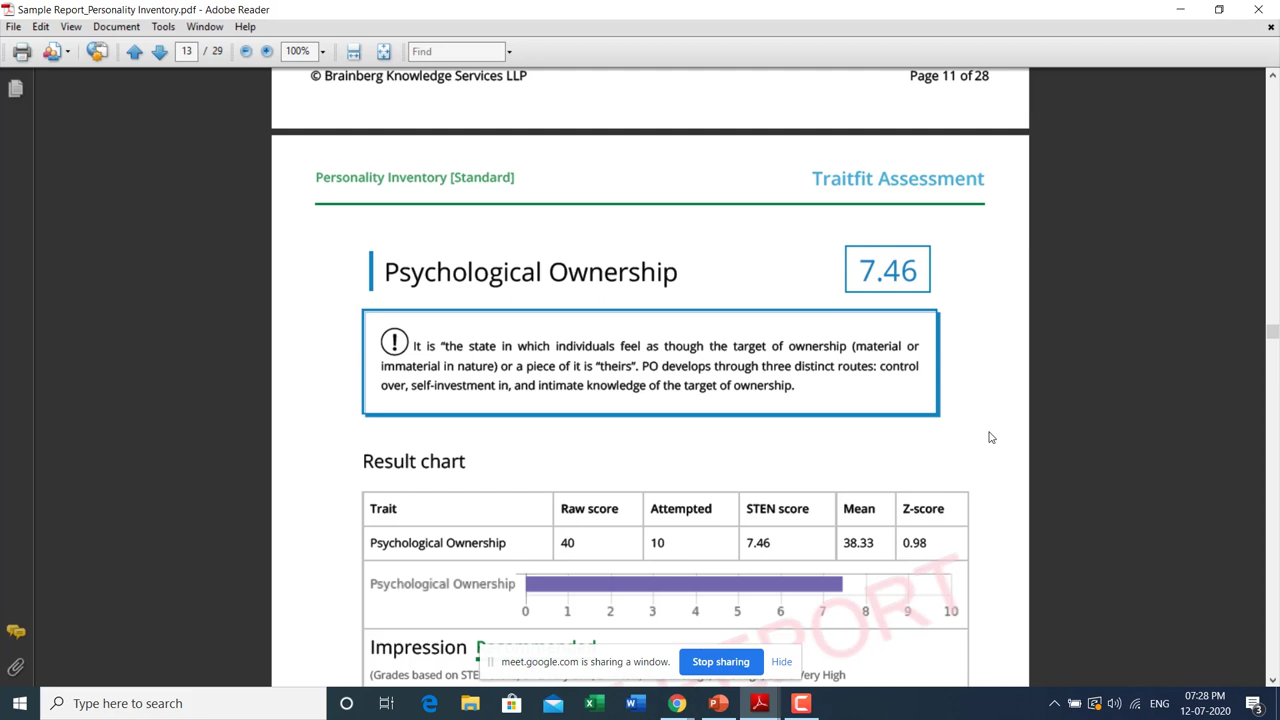 Sample Report_Personality Inventory.pdf - Adobe Reader
File Edit View Document Tools Window Help
13 / 29 100% Find
© Brainberg Knowledge Services LLP Page 11 of 28
Personality Inventory [Standard] Traitfit Assessment
Psychological Ownership 7.46
It is "the state in which individuals feel as though the target of ownership (material or
immaterial in nature) or a piece of it is "theirs". PO develops through three distinct routes: control
over, self-investment in, and intimate knowledge of the target of ownership.
Result chart
Trait Raw score Attempted STEN score Mean Z-score
Psychological Ownership 40 10 7.46 38.33 0.98
Psychological Ownership
0 1 2 3 4 5 6 7 8 9 10
REPORT
Impression Recommended
meet.google.com is sharing a window. Stop sharing Hide
(Grades based on STE Very High
Type here to search
ENG 07:28 PM
12-07-2020
3